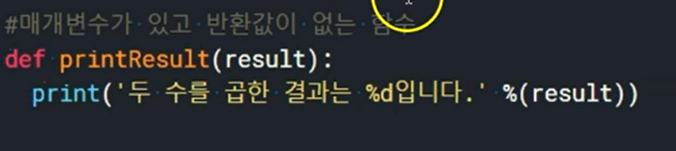 #매개변수가 있고 반환값이 없는 함수
def printResult(result):
  print('두 수를 곱한 결과는 %d입니다.' %(result))